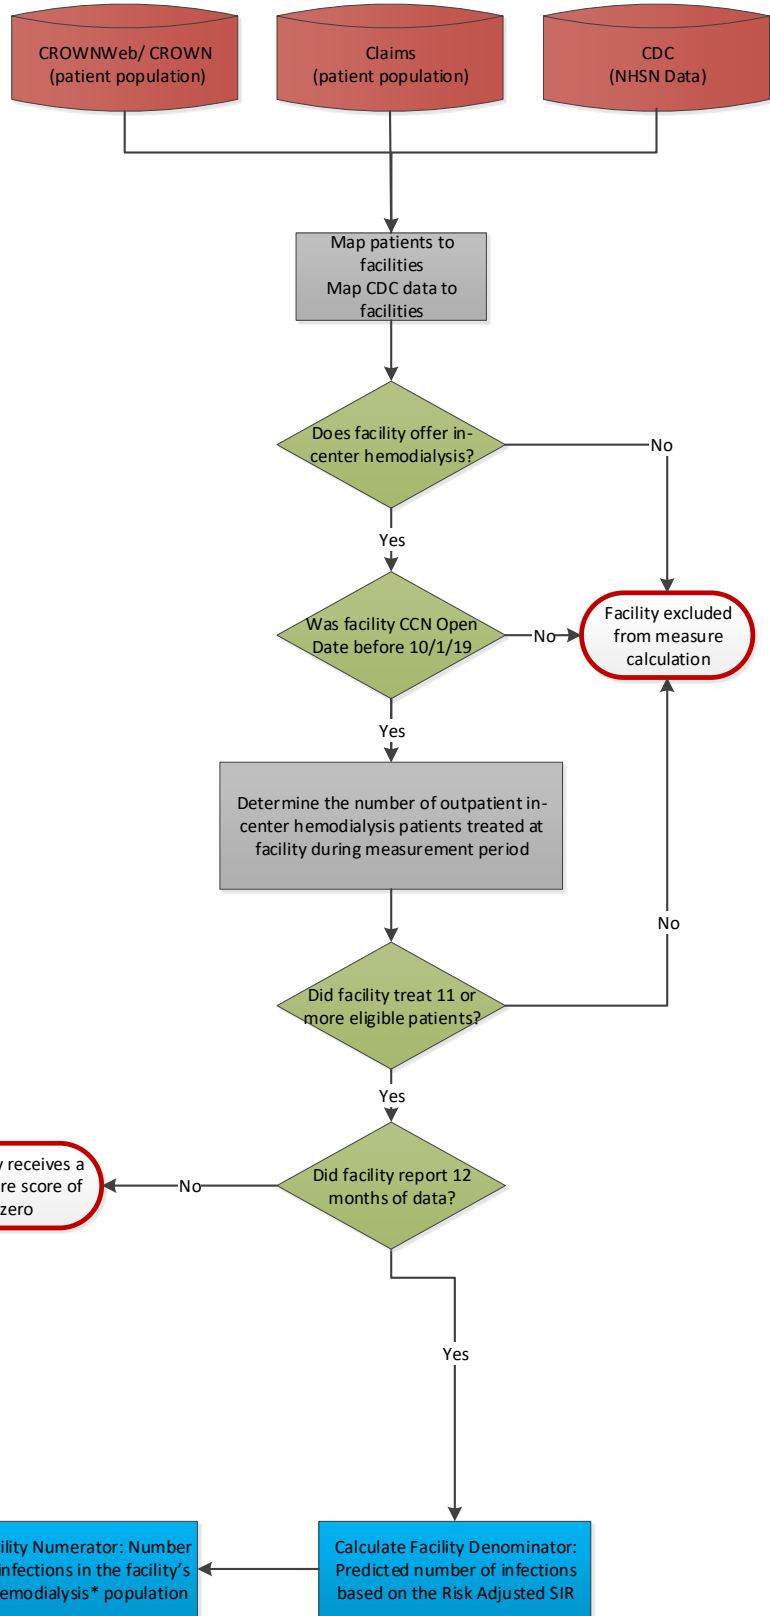 CROWNWeb/ CROWN
(patient population)
Claims
(patient population)
CDC
(NHSN Data)
Map patients to
facilities
Map CDC data to
facilities
Does facility offer in-
center hemodialysis?
No
Yes
Was facility CCN Open
Date before 10/1/19
No
Facility excluded
from measure
calculation
Yes
Determine the number of outpatient in-
center hemodialysis patients treated at
facility during measurement period
No
Did facility treat 11 or
more eligible patients?
Yes
receives a
score of
zero
No
Did facility report 12
months of data?
Yes
Numerator: Number
infections in the facility's
population
Calculate Facility Denominator:
Predicted number of infections
based on the Risk Adjusted SIR